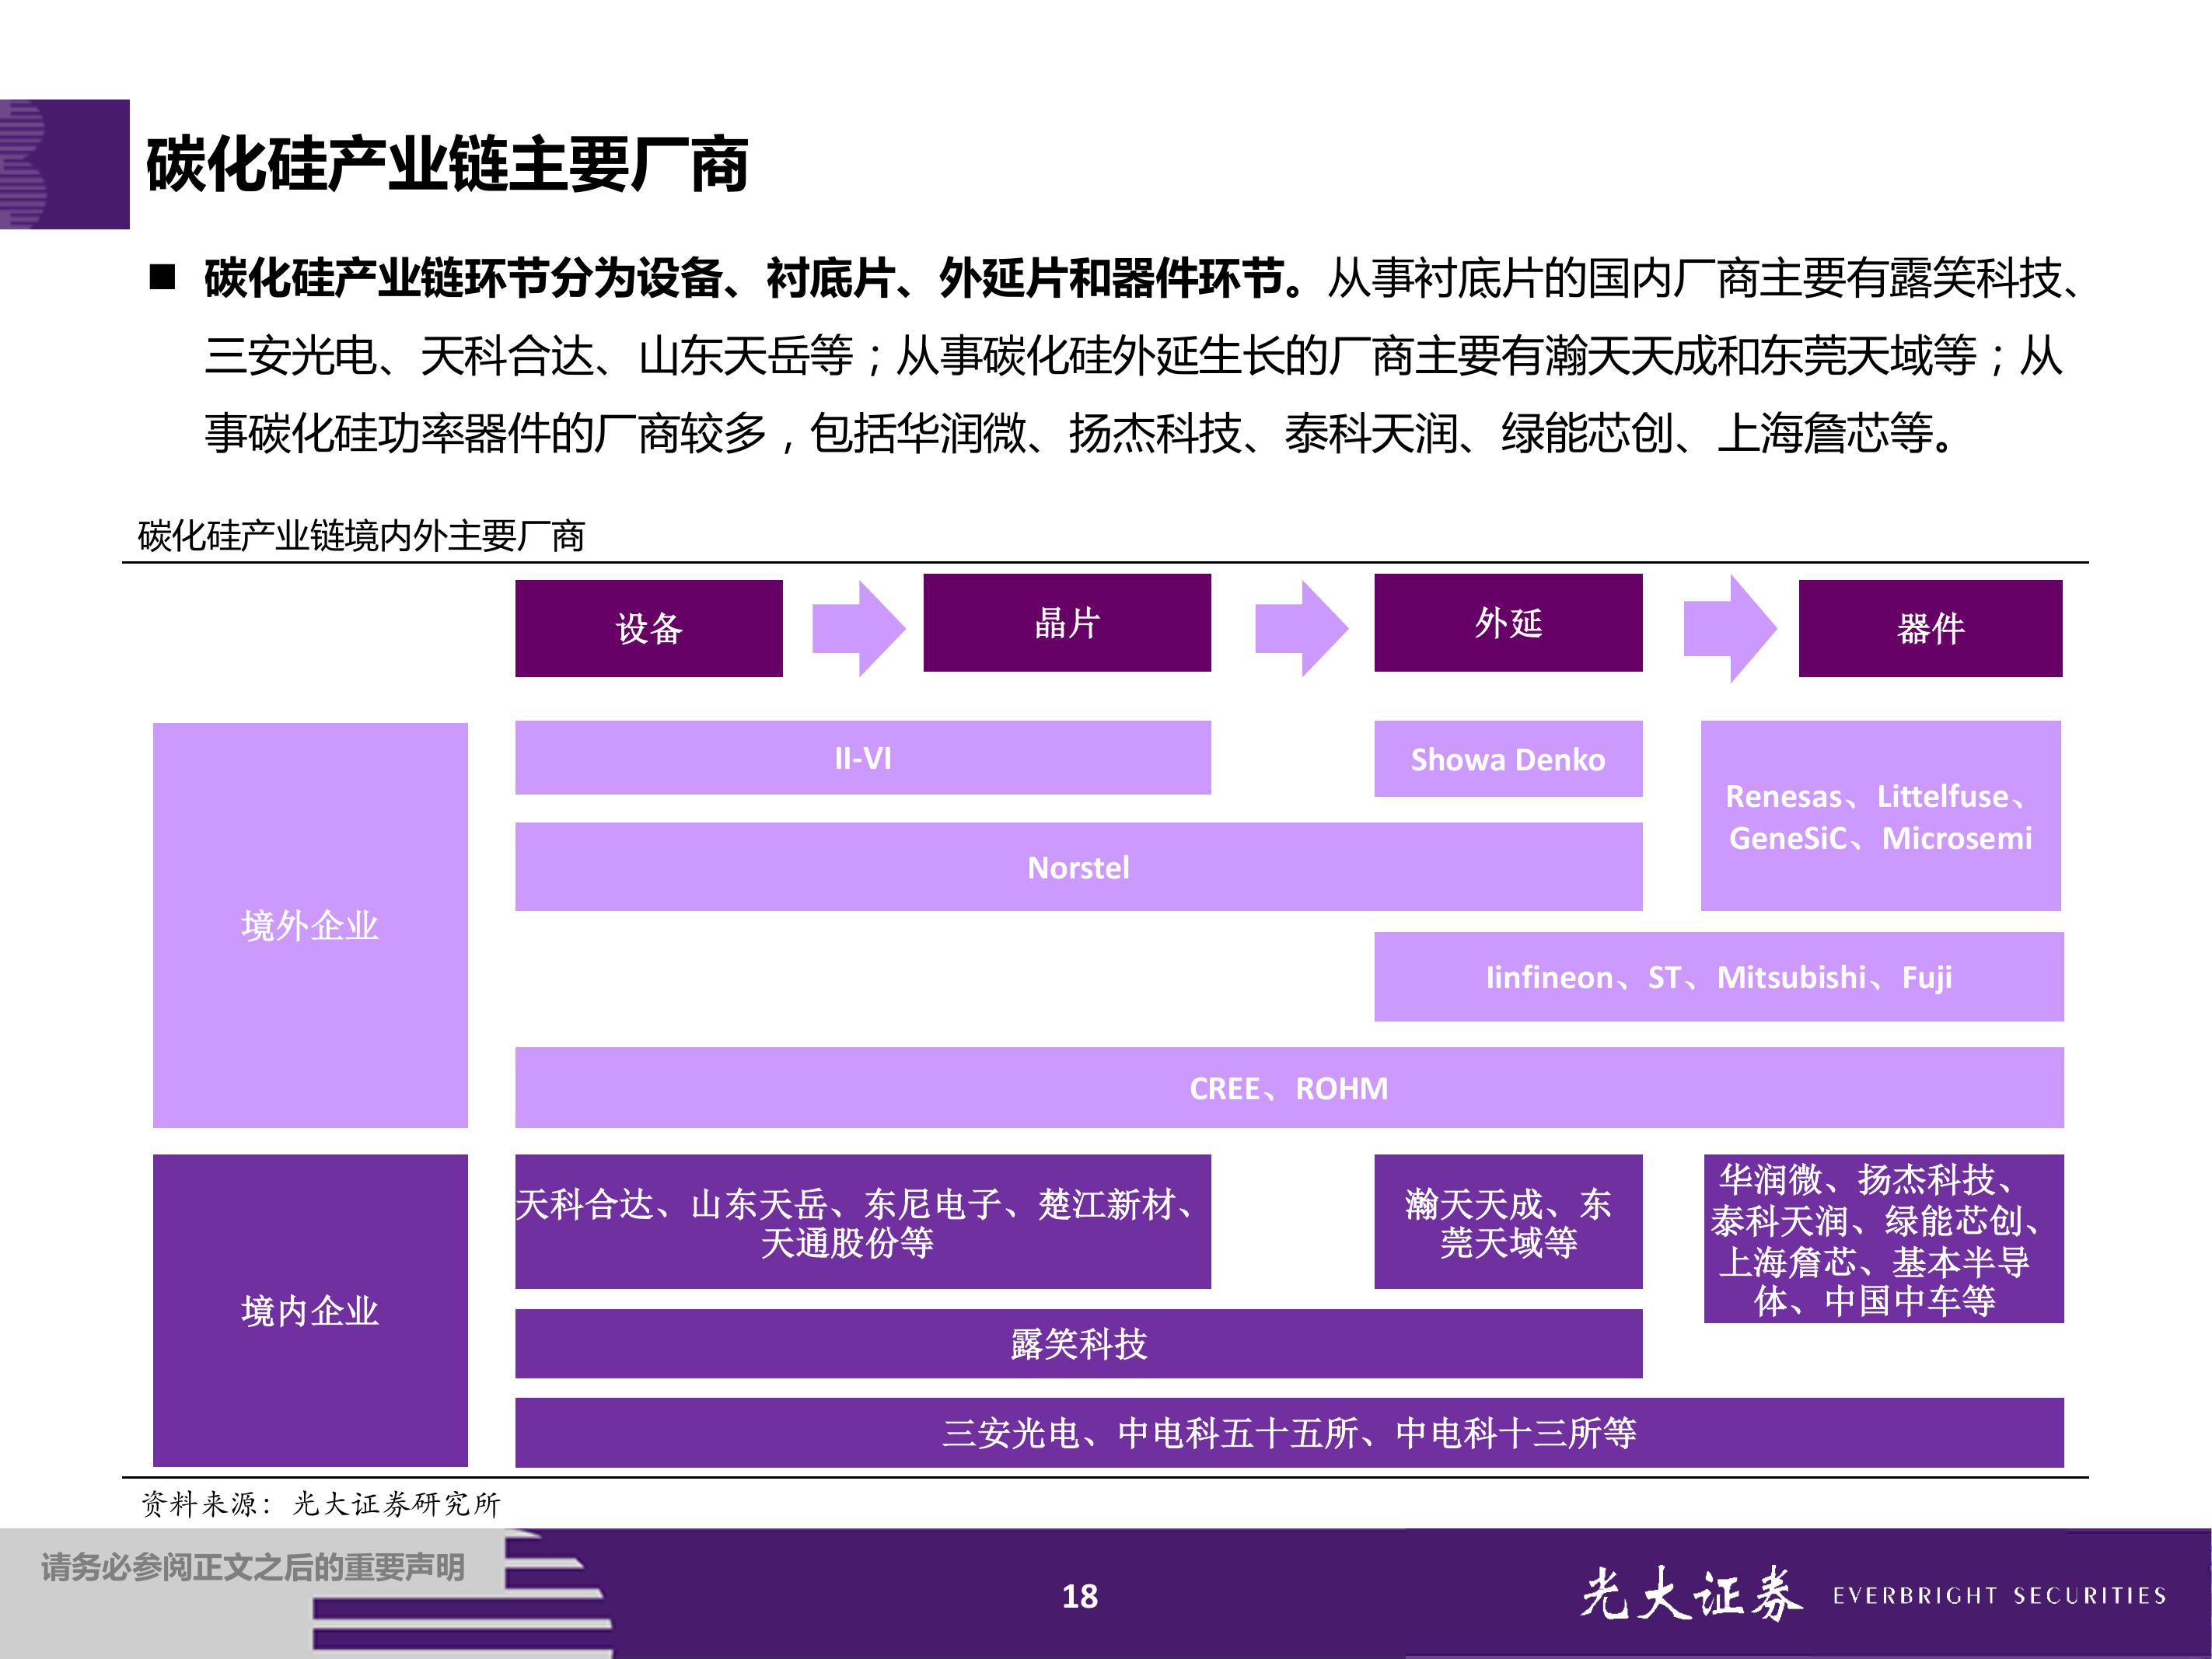 碳化硅产业链主要厂商
■ 碳化硅产业链环节分为设备、衬底片、外延片和器件环节。从事衬底片的国内厂商主要有露笑科技、
三安光电、天科合达、山东天岳等；从事碳化硅外延生长的厂商主要有瀚天天成和东莞天域等；从
事碳化硅功率器件的厂商较多，包括华润微、扬杰科技、泰科天润、绿能芯创、上海詹芯等。
碳化硅产业链境内外主要厂商
设备
晶片
外延
器件
境外企业
II-VI
Showa Denko
Renesas、Littelfuse、
GeneSiC、Microsemi
Norstel
Iinfineon、ST、Mitsubishi、Fuji
CREE、ROHM
境内企业
天科合达、山东天岳、东尼电子、楚江新材、
天通股份等
瀚天天成、东
莞天域等
华润微、扬杰科技、
泰科天润、绿能芯创、
上海詹芯、基本半导
体、中国中车等
露笑科技
三安光电、中电科五十五所、中电科十三所等
资料来源：光大证券研究所
请务必参阅正文之后的重要声明
18
光大证券 EVERBRIGHT SECURITIES